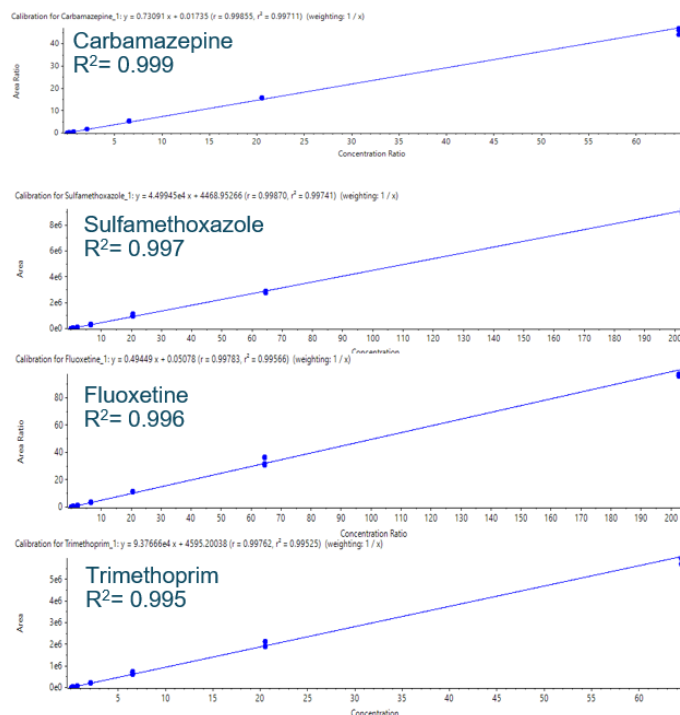 Calibration for Carbamazepine_1: y = 0.73091 x + 0.01735 (r = 0.99855, r² = 0.99711) (weighting: 1 / x)
Carbamazepine
R²= 0.999
Area Ratio
40
30
20
10
0
5 10 15 20 25 30 35 40 45 50 55 60
Concentration Ratio
Calibration for Sulfamethoxazole_1: y = 4.49945e4 x + 4468.95266 (r = 0.99870, r² = 0.99741) (weighting: 1 / x)
Sulfamethoxazole
R²= 0.997
Area
8e6
6e6
4e6
2e6
0e0
10 20 30 40 50 60 70 80 90 100 110 120 130 140 150 160 170 180 190 200
Concentration
Calibration for Fluoxetine_1: y = 0.49449 x + 0.05078 (r = 0.99783, r² = 0.99566) (weighting: 1 / x)
Fluoxetine
R²= 0.996
Area Ratio
80
60
40
20
0
10 20 30 40 50 60 70 80 90 100 110 120 130 140 150 160 170 180 190 200
Concentration Ratio
Calibration for Trimethoprim_1: y = 9.37666e4 x + 4595.20038 (r = 0.99762, r² = 0.99525) (weighting: 1 / x)
Trimethoprim
R²= 0.995
Area
5e6
4e6
3e6
2e6
1e6
0e0
5 10 15 20 25 30 35 40 45 50 55 60
Concentration